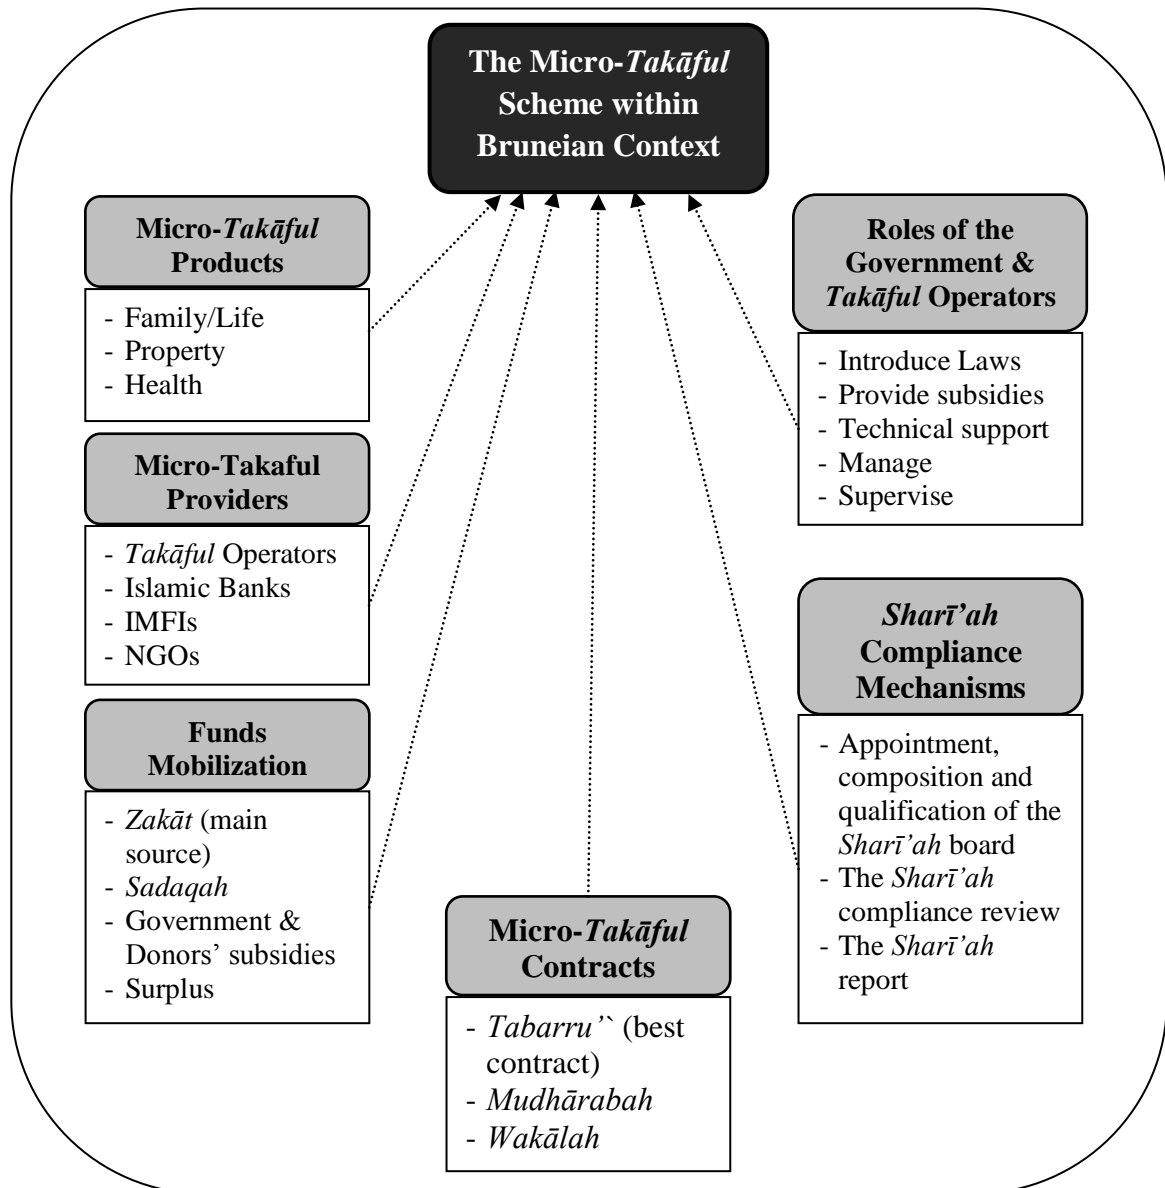 The Micro-Takāful
Scheme within
Bruneian Context
Micro-Takāful
Products
- Family/Life
- Property
- Health
Micro-Takaful
Providers
- Takāful Operators
- Islamic Banks
- IMFIs
- NGOs
Funds
Mobilization
- Zakāt (main
source)
- Sadaqah
- Government &
Donors’ subsidies
- Surplus
Micro-Takāful
Contracts
- Tabarru’` (best
contract)
- Mudhārabah
- Wakālah
Roles of the
Government &
Takāful Operators
- Introduce Laws
- Provide subsidies
- Technical support
- Manage
- Supervise
Sharī’ah
Compliance
Mechanisms
- Appointment,
composition and
qualification of the
Sharī’ah board
- The Sharī’ah
compliance review
- The Sharī’ah
report